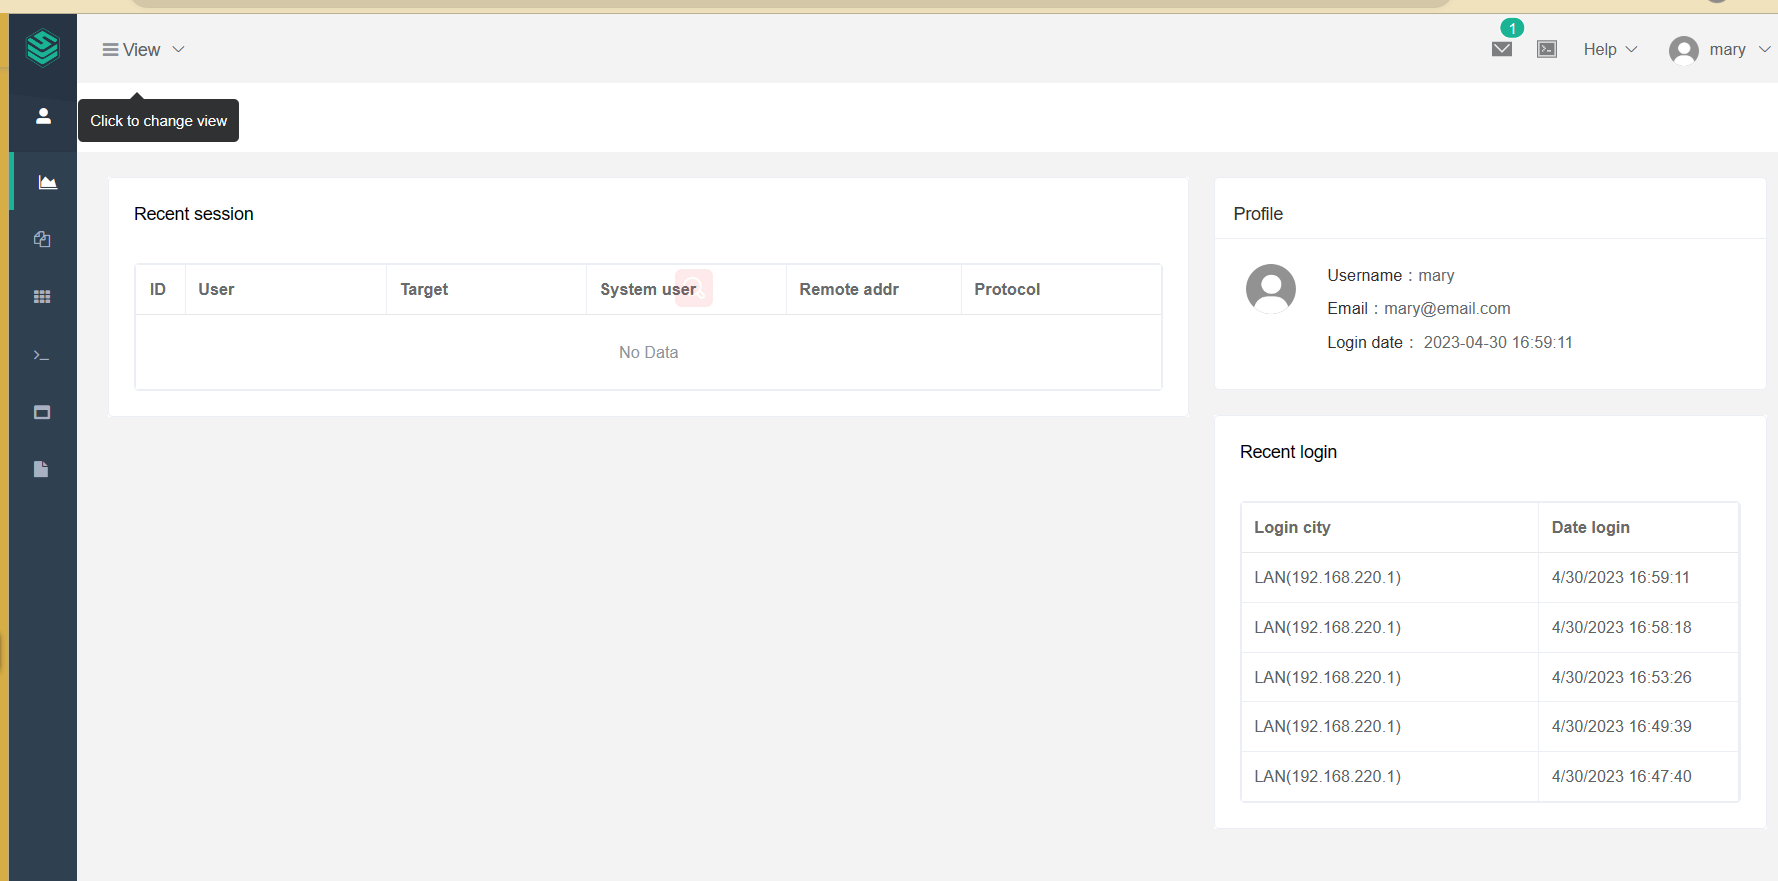 View
1
Help
mary
Click to change view
Recent session
ID User Target System user Remote addr Protocol
No Data
Profile
Username : mary
Email : mary@email.com
Login date : 2023-04-30 16:59:11
Recent login
Login city Date login
LAN(192.168.220.1) 4/30/2023 16:59:11
LAN(192.168.220.1) 4/30/2023 16:58:18
LAN(192.168.220.1) 4/30/2023 16:53:26
LAN(192.168.220.1) 4/30/2023 16:49:39
LAN(192.168.220.1) 4/30/2023 16:47:40